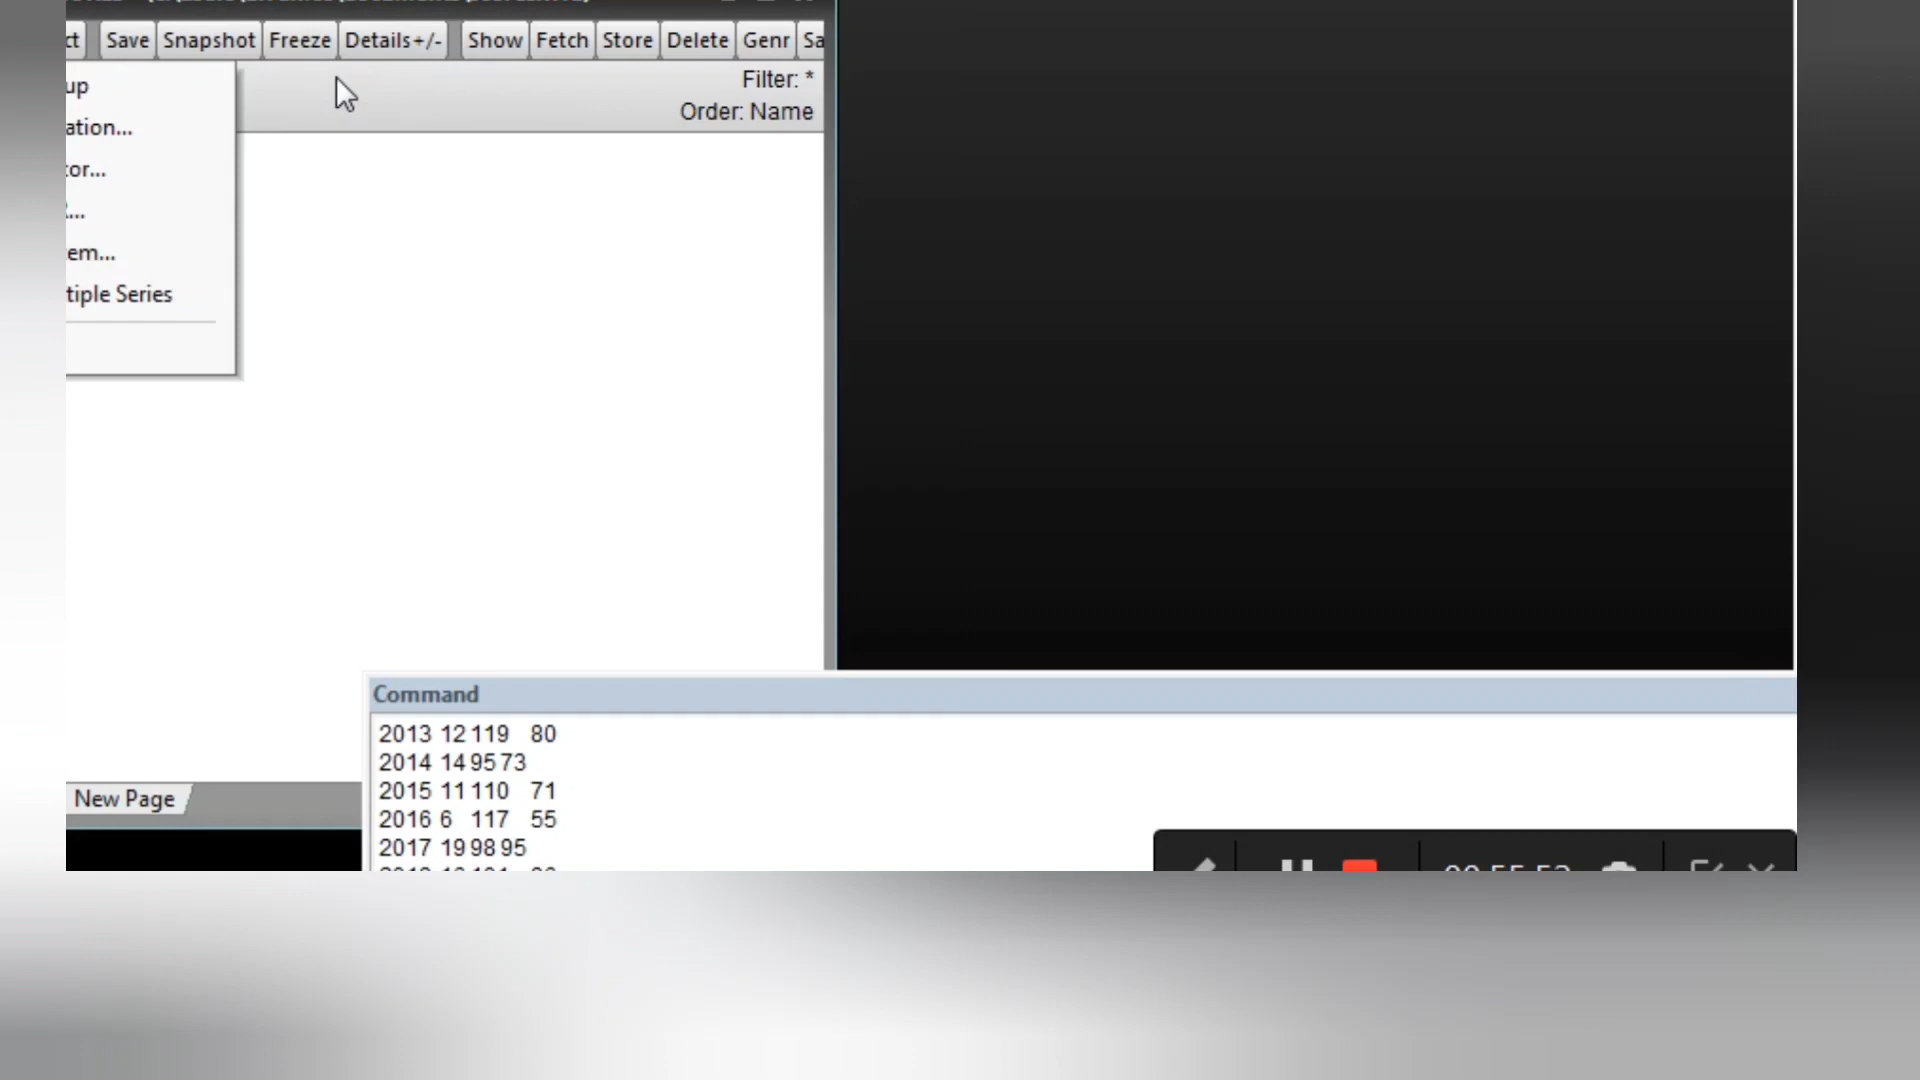 ct Save Snapshot Freeze Details+/- Show Fetch Store Delete Genr Sa
Filter: *
Order: Name
up
ation...
tor...
R...
em...
tiple Series
New Page
Command
2013 12 119 80
2014 14 95 73
2015 11 110 71
2016 6 117 55
2017 19 98 95